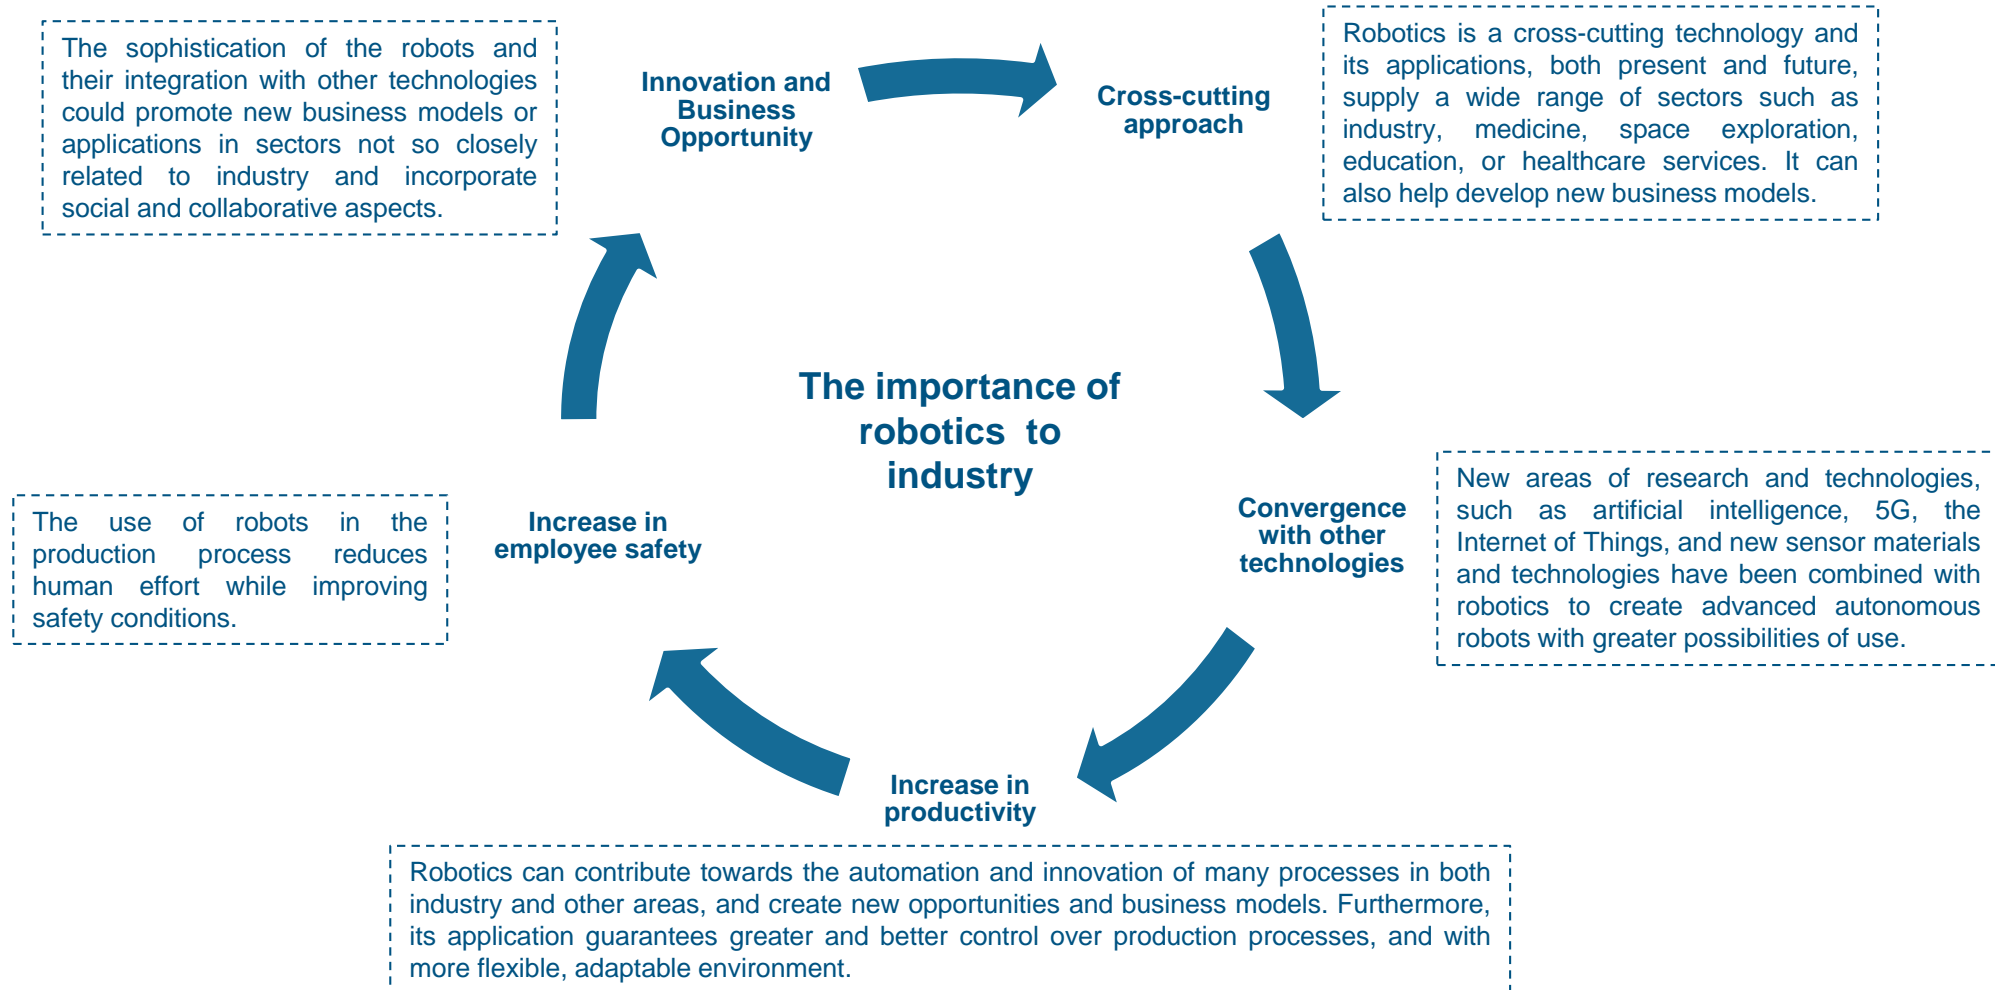 The sophistication of the robots and
their integration with other technologies
could promote new business models or
applications in sectors not so closely
related to industry and incorporate
social and collaborative aspects.
Innovation and
Business
Opportunity
Cross-cutting
approach
Robotics is a cross-cutting technology and
its applications, both present and future,
supply a wide range of sectors such as
industry, medicine, space exploration,
education, or healthcare services. It can
also help develop new business models.
The importance of
robotics to
industry
The use of robots in the
production process reduces
human effort while improving
safety conditions.
Increase in
employee safety
Convergence
with other
technologies
New areas of research and technologies,
such as artificial intelligence, 5G, the
Internet of Things, and new sensor materials
and technologies have been combined with
robotics to create advanced autonomous
robots with greater possibilities of use.
Increase in
productivity
Robotics can contribute towards the automation and innovation of many processes in both
industry and other areas, and create new opportunities and business models. Furthermore,
its application guarantees greater and better control over production processes, and with
more flexible, adaptable environment.